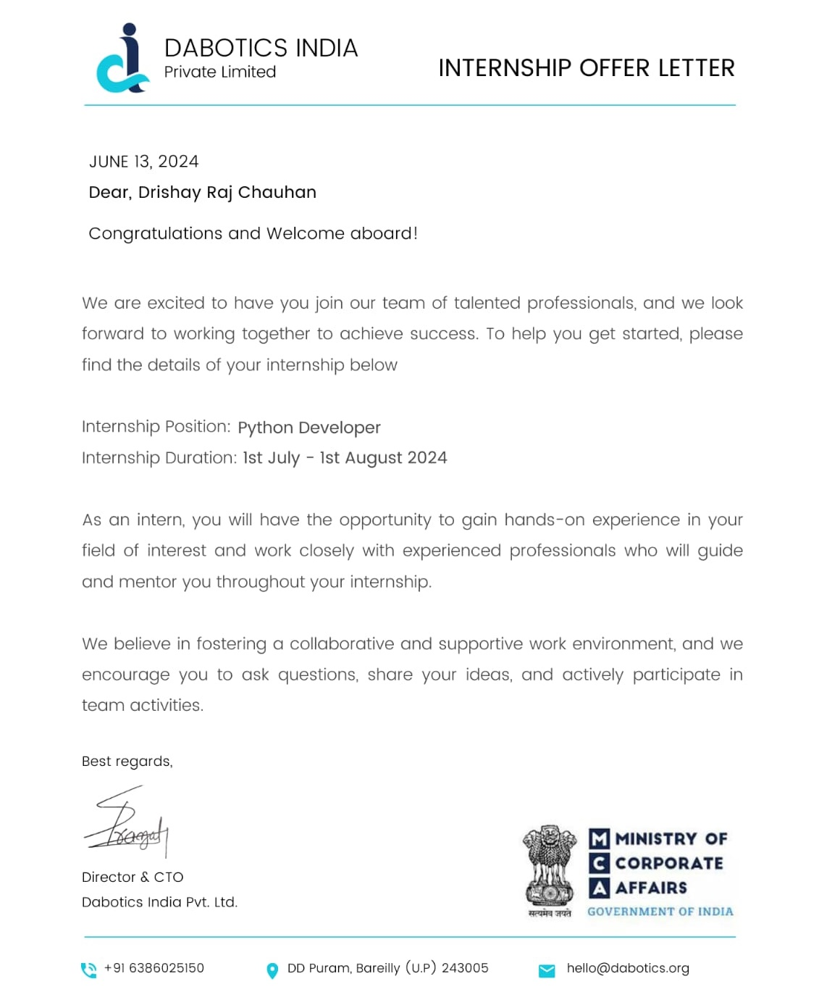 DABOTICS INDIA
Private Limited
INTERNSHIP OFFER LETTER
JUNE 13, 2024
Dear, Drishay Raj Chauhan
Congratulations and Welcome aboard!
We are excited to have you join our team of talented professionals, and we look
forward to working together to achieve success. To help you get started, please
find the details of your internship below
Internship Position: Python Developer
Internship Duration: 1st July - 1st August 2024
As an intern, you will have the opportunity to gain hands-on experience in your
field of interest and work closely with experienced professionals who will guide
and mentor you throughout your internship.
We believe in fostering a collaborative and supportive work environment, and we
encourage you to ask questions, share your ideas, and actively participate in
team activities.
Best regards,
Pragati
Director & CTO
Dabotics India Pvt. Ltd.
सत्यमेव जयते
M MINISTRY OF
C CORPORATE
A AFFAIRS
GOVERNMENT OF INDIA
+91 6386025150
DD Puram, Bareilly (U.P) 243005
hello@dabotics.org